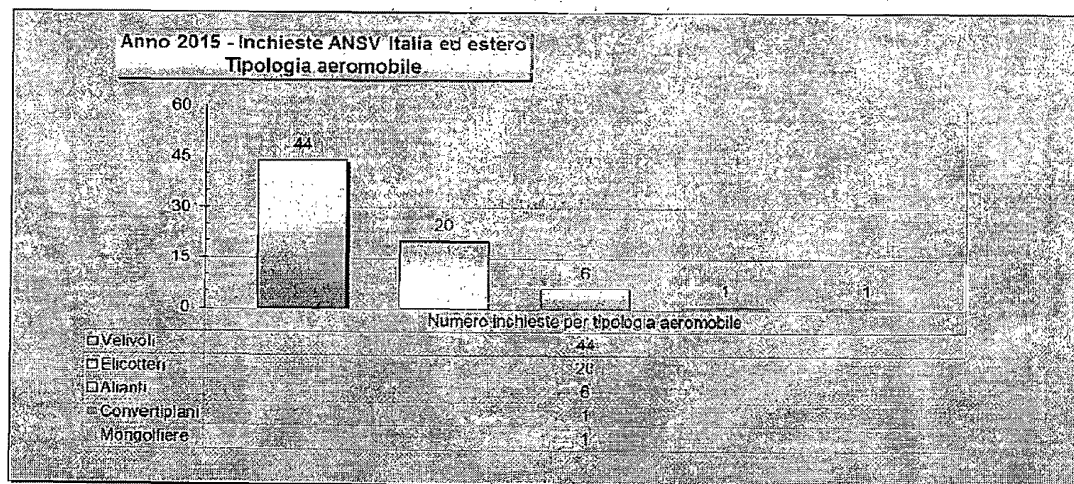 Anno 2015 - Inchieste ANSV Italia ed estero
Tipologia aeromobile
60
45
30
15
0
44
20
6
1
1
Numero inchieste per tipologia aeromobile
Velivoli 44
Elicotteri 20
Alianti 6
Convertiplani 1
Mongolfiere 1